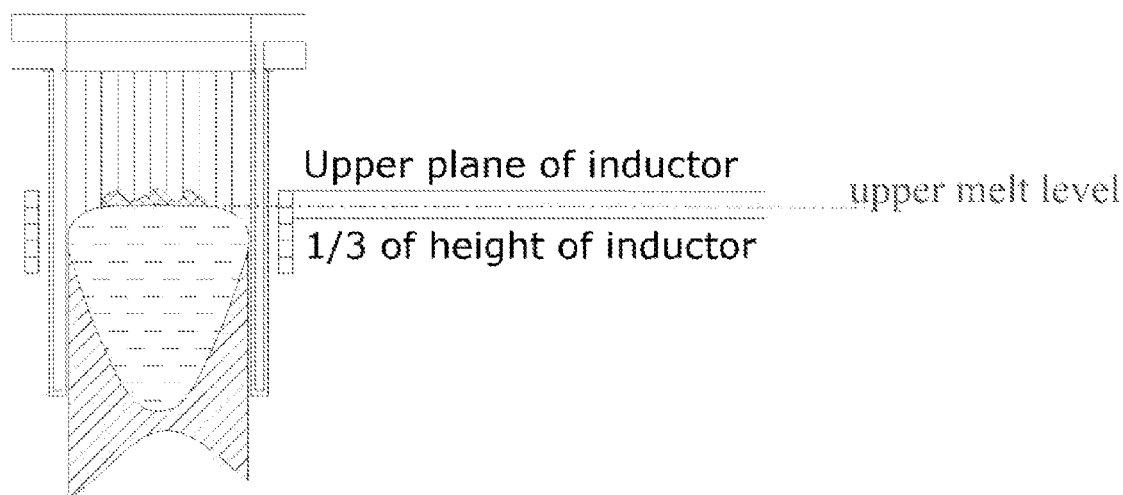 Upper plane of inductor
upper melt level
1/3 of height of inductor